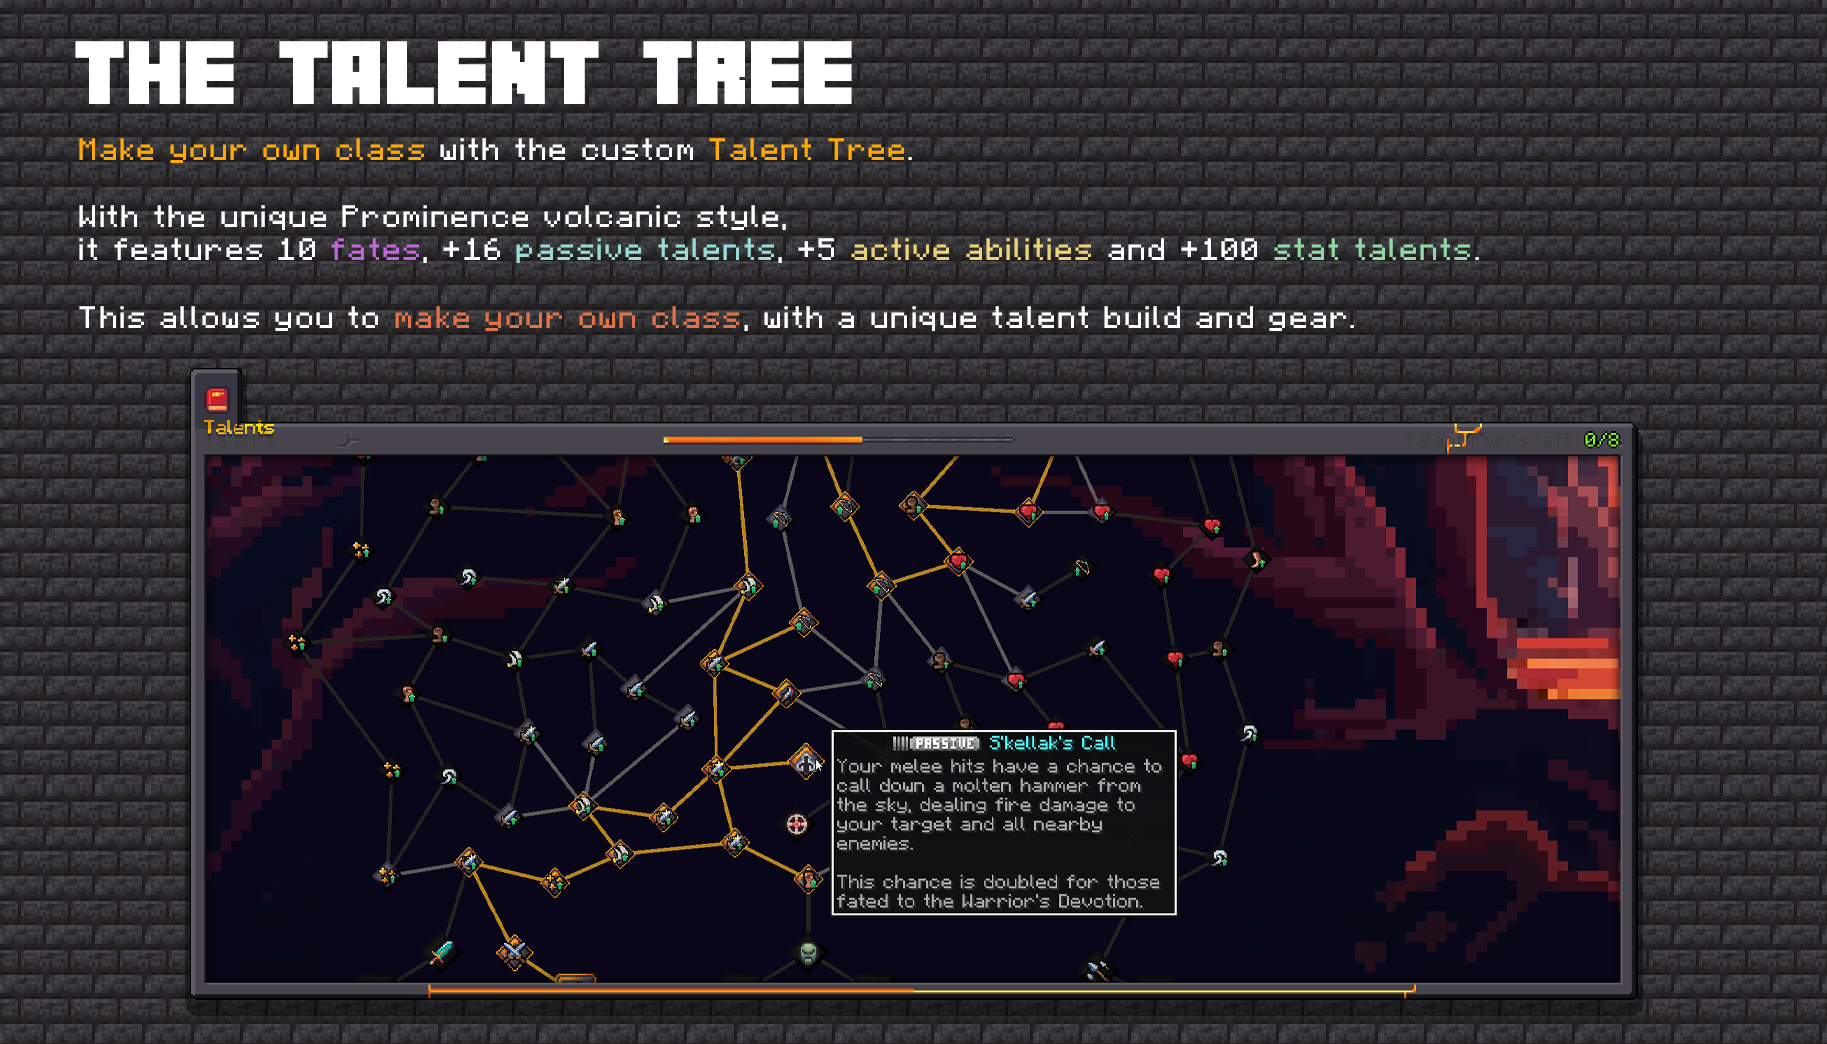 THE TALENT TREE
Make your own class with the custom Talent Tree.
With the unique Prominence volcanic style,
it features 10 fates, +16 passive talents, +5 active abilities and +100 stat talents.
This allows you to make your own class, with a unique talent build and gear.
Talents
Talent Points left 0/8
PASSIVE S'kellak's Call
Your melee hits have a chance to
call down a molten hammer from
the sky, dealing fire damage to
your target and all nearby
enemies.
This chance is doubled for those
fated to the Warrior's Devotion.